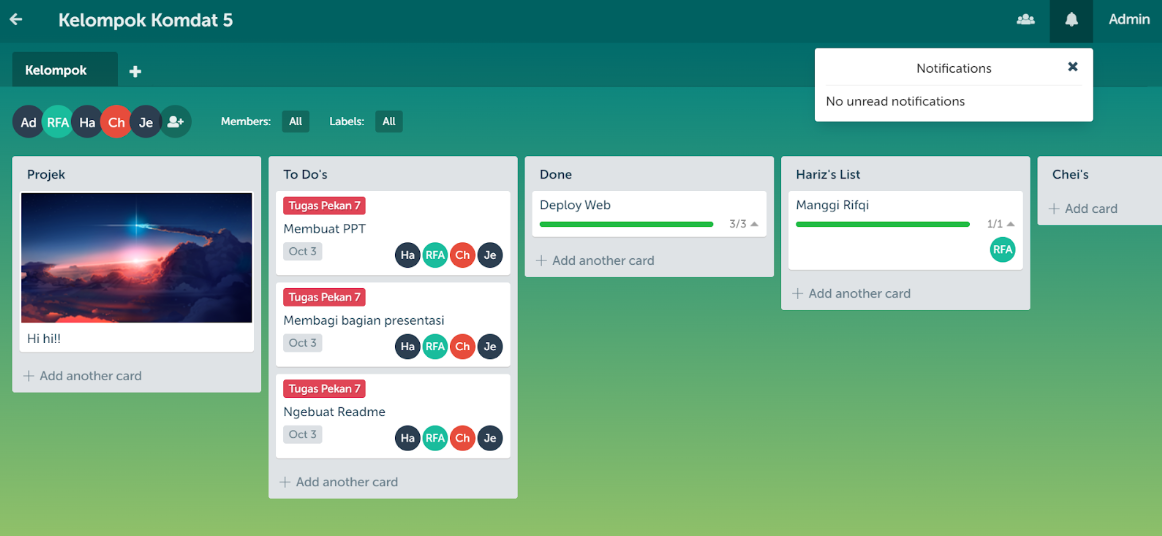 Kelompok Komdat 5
Admin
Kelompok
Notifications
No unread notifications
Ad RFA Ha Ch Je
Members: All Labels: All
Projek
Hi hi!!
Add another card
To Do's
Tugas Pekan 7
Membuat PPT
Oct 3
Ha RFA Ch Je
Tugas Pekan 7
Membagi bagian presentasi
Oct 3
Ha RFA Ch Je
Tugas Pekan 7
Ngebuat Readme
Oct 3
Ha RFA Ch Je
Add another card
Done
Deploy Web
3/3
Add another card
Hariz's List
Manggi Rifqi
1/1
RFA
Add another card
Chei's
Add card